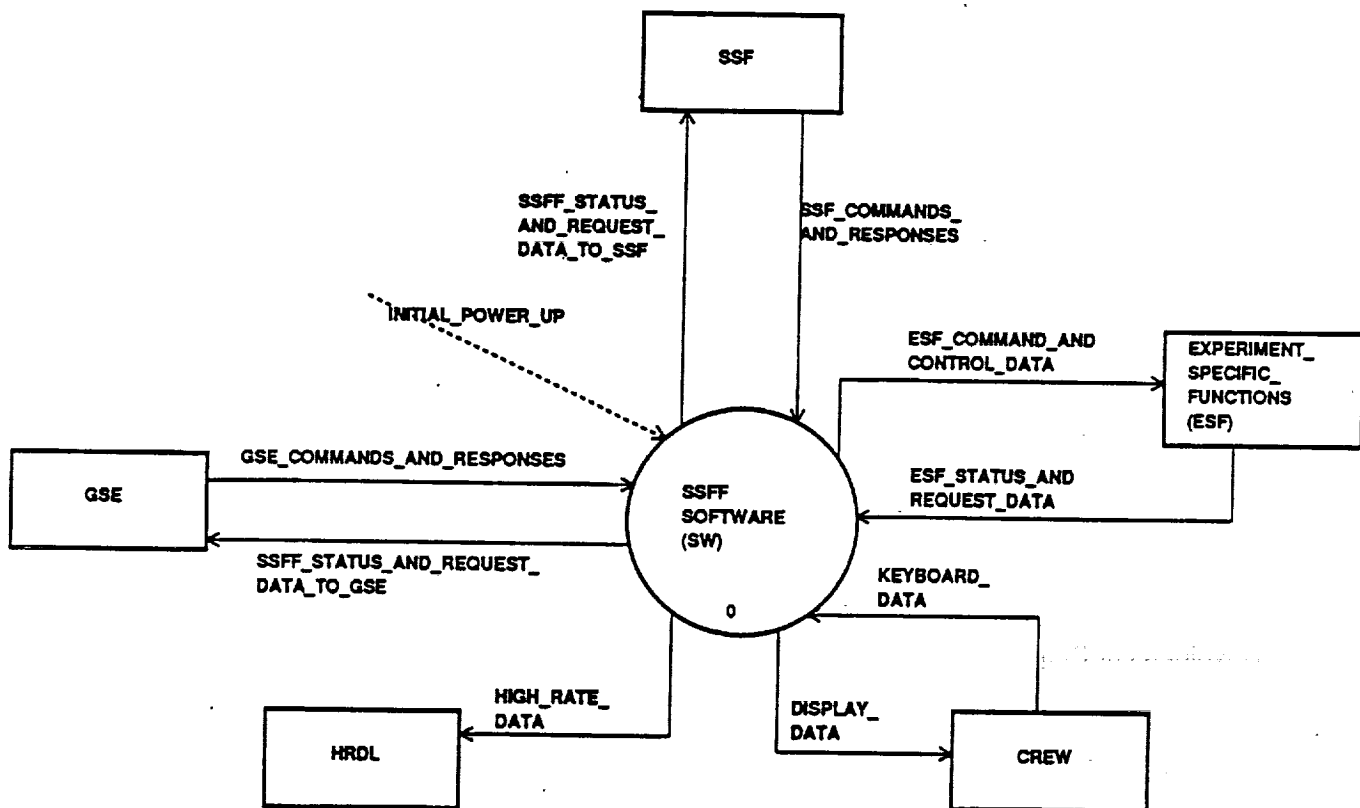 SSF
SSFF_STATUS_
AND_REQUEST_
DATA_TO_SSF
SSF_COMMANDS_
AND_RESPONSES
INITIAL_POWER_UP
ESF_COMMAND_AND
CONTROL_DATA
EXPERIMENT_
SPECIFIC_
FUNCTIONS
(ESF)
GSE
GSE_COMMANDS_AND_RESPONSES
SSFF
SOFTWARE
(SW)
0
ESF_STATUS_AND
REQUEST_DATA
SSFF_STATUS_AND_REQUEST_
DATA_TO_GSE
KEYBOARD_
DATA
HIGH_RATE_
DATA
HRDL
DISPLAY_
DATA
CREW